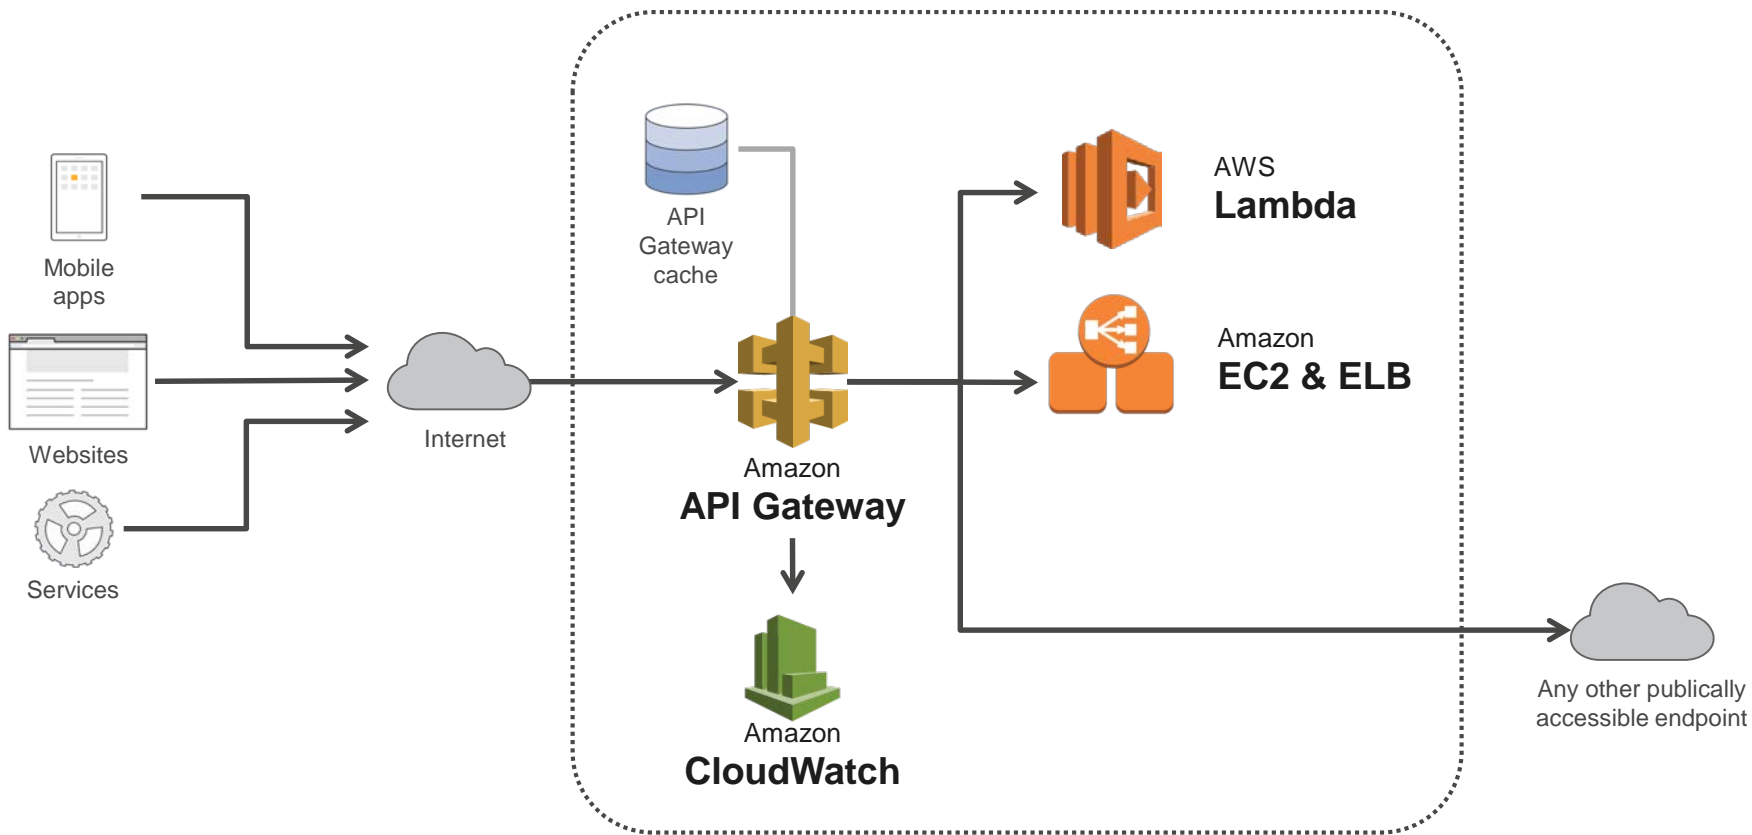 Mobile
apps
Websites
Services
Internet
API
Gateway
cache
Amazon
API Gateway
Amazon
CloudWatch
AWS
Lambda
Amazon
EC2 & ELB
Any other publically
accessible endpoint